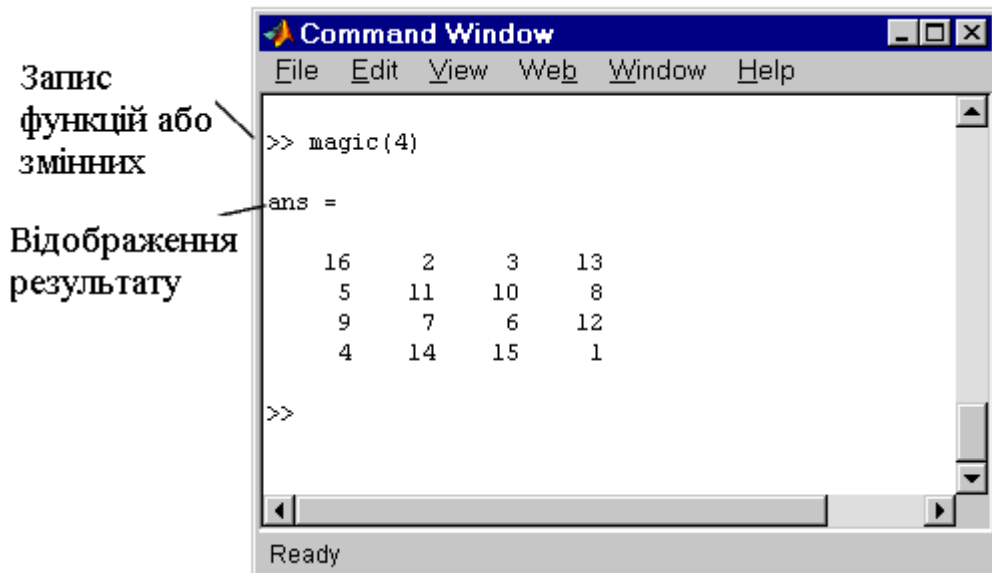 Command Window
File Edit View Web Window Help
Запис
функцій або
змінних
>> magic(4)
ans =
Відображення
результату
16 2 3 13
5 11 10 8
9 7 6 12
4 14 15 1
>>
Ready